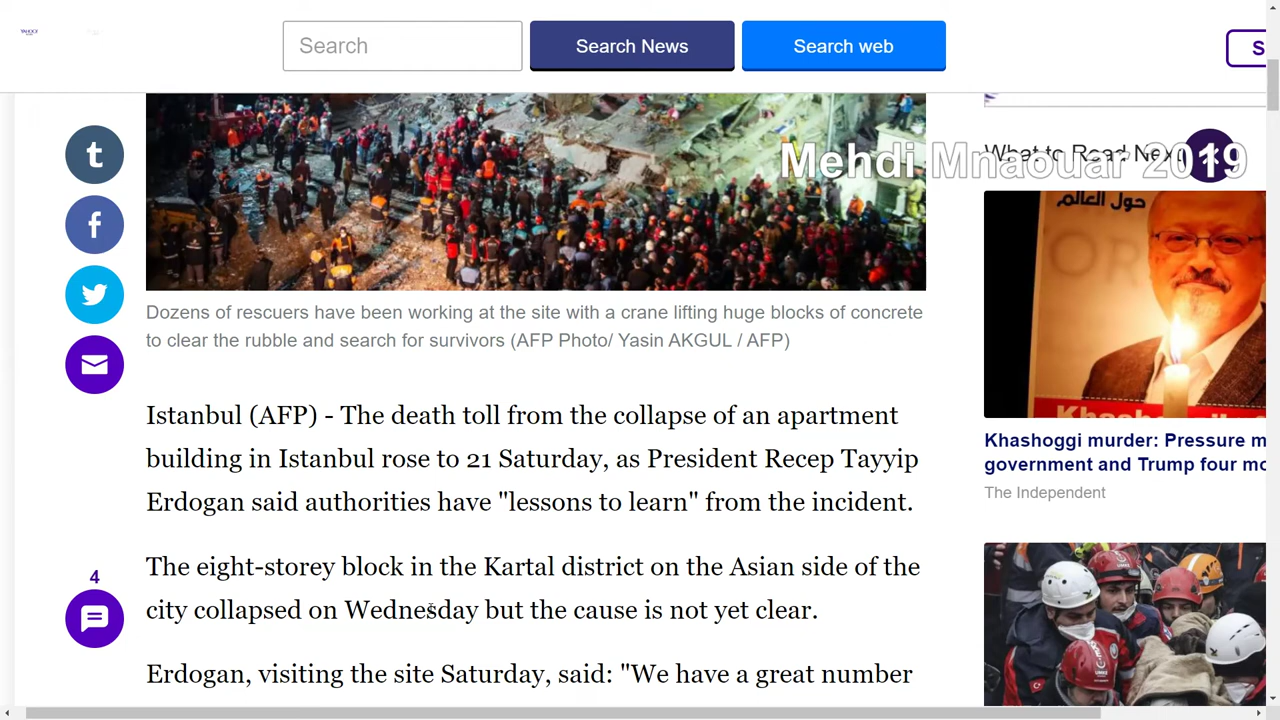 YAHOO!
Search
Search News
Search web
S
What to Read Next
Mehdi Mnaouar 2019
حول العالم
Dozens of rescuers have been working at the site with a crane lifting huge blocks of concrete
to clear the rubble and search for survivors (AFP Photo/ Yasin AKGUL / AFP)
Istanbul (AFP) - The death toll from the collapse of an apartment
building in Istanbul rose to 21 Saturday, as President Recep Tayyip
Erdogan said authorities have "lessons to learn" from the incident.
Khashoggi murder: Pressure m
government and Trump four mo
The Independent
The eight-storey block in the Kartal district on the Asian side of the
city collapsed on Wednesday but the cause is not yet clear.
4
Erdogan, visiting the site Saturday, said: "We have a great number